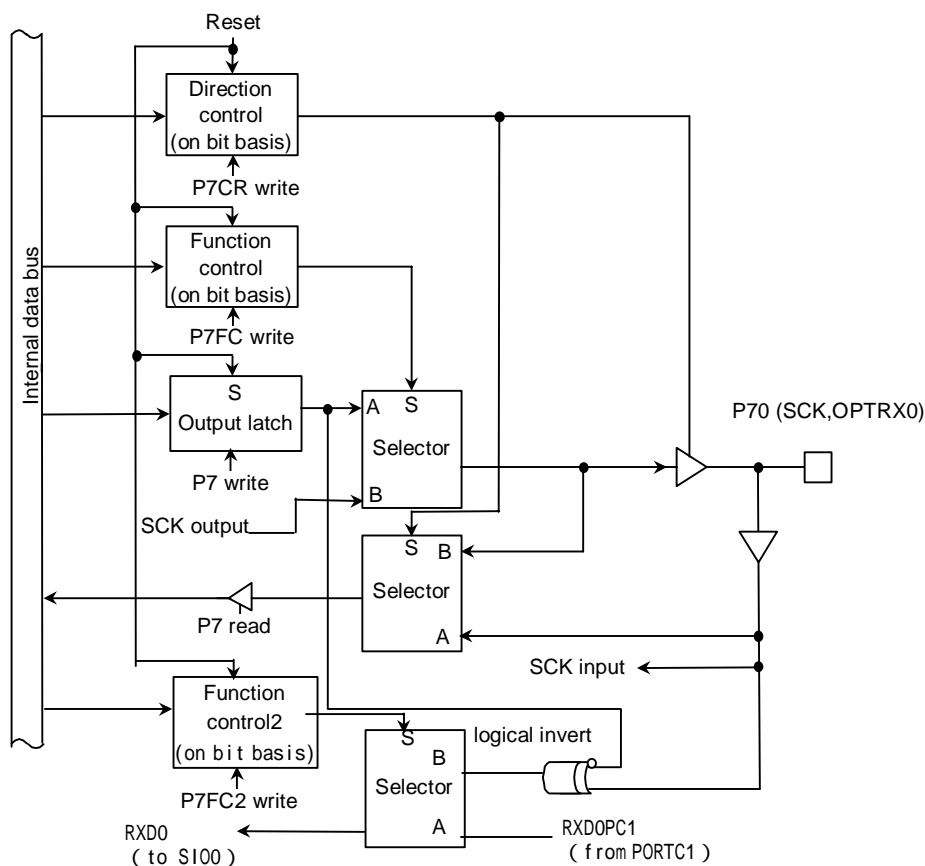 Reset
Direction
control
(on bit basis)
P7CR write
Internal data bus
Function
control
(on bit basis)
P7FC write
S
Output latch
P7 write
SCK output
A
S
Selector
B
P70 (SCK,OPTRX0)
S
B
Selector
A
P7 read
SCK input
Function
control2
(on bit basis)
P7FC2 write
S
B
Selector
A
logical invert
RXD0
(to SIO0)
RXD0PC1
(from PORTC1)